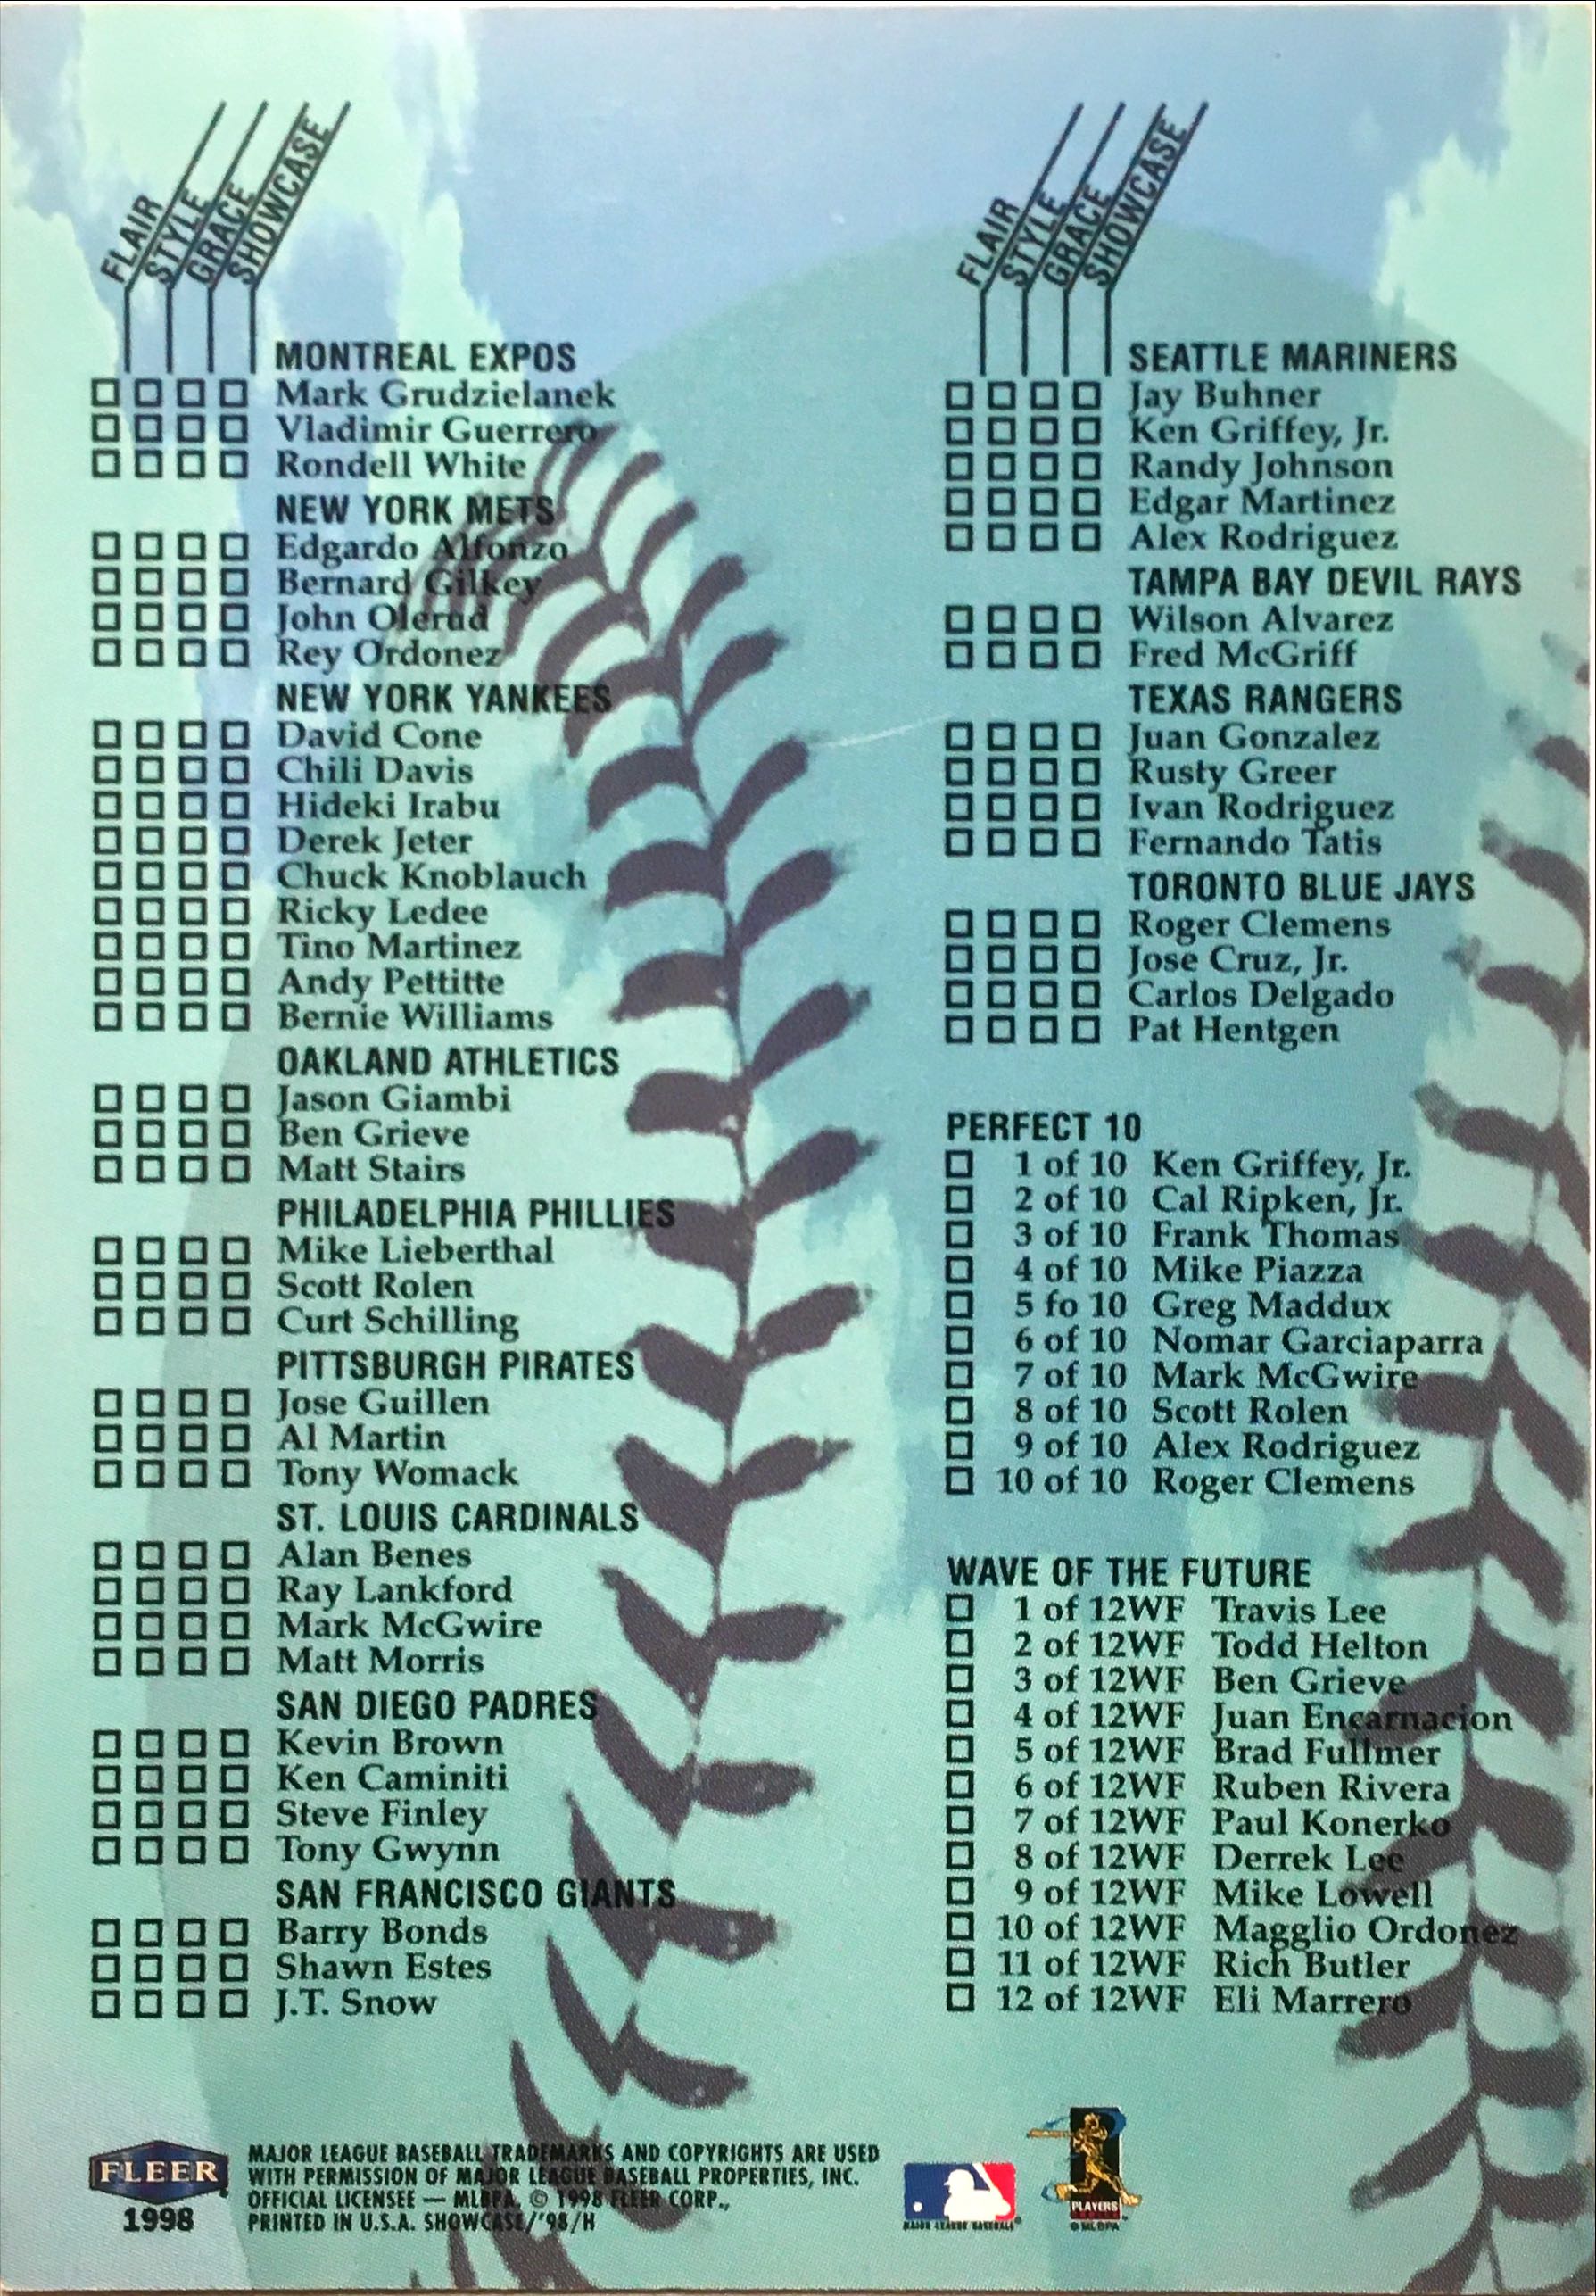 FLAIR
STYLE
GRACE
SHOWCASE
MONTREAL EXPOS
Mark Grudzielanek
Vladimir Guerrero
Rondell White
NEW YORK METS
Edgardo Alfonzo
Bernard Gilkey
John Olerud
Rey Ordonez
NEW YORK YANKEES
David Cone
Chili Davis
Hideki Irabu
Derek Jeter
Chuck Knoblauch
Ricky Ledee
Tino Martinez
Andy Pettitte
Bernie Williams
OAKLAND ATHLETICS
Jason Giambi
Ben Grieve
Matt Stairs
PHILADELPHIA PHILLIES
Mike Lieberthal
Scott Rolen
Curt Schilling
PITTSBURGH PIRATES
Jose Guillen
Al Martin
Tony Womack
ST. LOUIS CARDINALS
Alan Benes
Ray Lankford
Mark McGwire
Matt Morris
SAN DIEGO PADRES
Kevin Brown
Ken Caminiti
Steve Finley
Tony Gwynn
SAN FRANCISCO GIANTS
Barry Bonds
Shawn Estes
J.T. Snow
FLAIR
STYLE
GRACE
SHOWCASE
SEATTLE MARINERS
Jay Buhner
Ken Griffey, Jr.
Randy Johnson
Edgar Martinez
Alex Rodriguez
TAMPA BAY DEVIL RAYS
Wilson Alvarez
Fred McGriff
TEXAS RANGERS
Juan Gonzalez
Rusty Greer
Ivan Rodriguez
Fernando Tatis
TORONTO BLUE JAYS
Roger Clemens
Jose Cruz, Jr.
Carlos Delgado
Pat Hentgen
PERFECT 10
1 of 10 Ken Griffey, Jr.
2 of 10 Cal Ripken, Jr.
3 of 10 Frank Thomas
4 of 10 Mike Piazza
5 fo 10 Greg Maddux
6 of 10 Nomar Garciaparra
7 of 10 Mark McGwire
8 of 10 Scott Rolen
9 of 10 Alex Rodriguez
10 of 10 Roger Clemens
WAVE OF THE FUTURE
1 of 12WF Travis Lee
2 of 12WF Todd Helton
3 of 12WF Ben Grieve
4 of 12WF Juan Encarnacion
5 of 12WF Brad Fullmer
6 of 12WF Ruben Rivera
7 of 12WF Paul Konerko
8 of 12WF Derrek Lee
9 of 12WF Mike Lowell
10 of 12WF Magglio Ordonez
11 of 12WF Rich Butler
12 of 12WF Eli Marrero
FLEER
1998
MAJOR LEAGUE BASEBALL TRADEMARKS AND COPYRIGHTS ARE USED
WITH PERMISSION OF MAJOR LEAGUE BASEBALL PROPERTIES, INC.
OFFICIAL LICENSEE — MLBPA. © 1998 FLEER CORP.,
PRINTED IN U.S.A. SHOWCASE/'98/H
MAJOR LEAGUE BASEBALL®
PLAYERS
© MLBPA